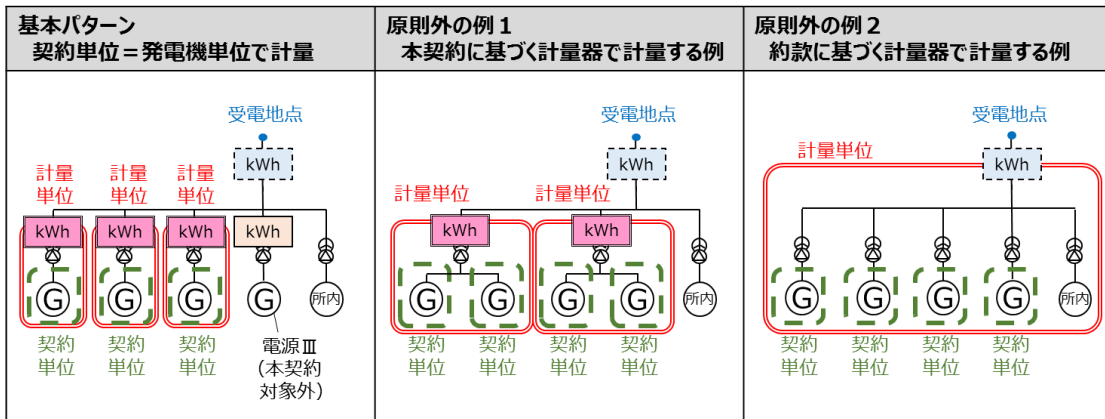 基本パターン
契約単位＝発電機単位で計量
受電地点
kWh
計量
単位
計量
単位
計量
単位
kWh
kWh
kWh
kWh
G
G
G
G
所内
契約
単位
契約
単位
契約
単位
電源Ⅲ
（本契約
対象外）
原則外の例１
本契約に基づく計量器で計量する例
受電地点
kWh
計量単位
計量単位
kWh
kWh
G
G
G
G
所内
契約
単位
契約
単位
契約
単位
契約
単位
原則外の例２
約款に基づく計量器で計量する例
受電地点
計量単位
kWh
G
G
G
G
所内
契約
単位
契約
単位
契約
単位
契約
単位